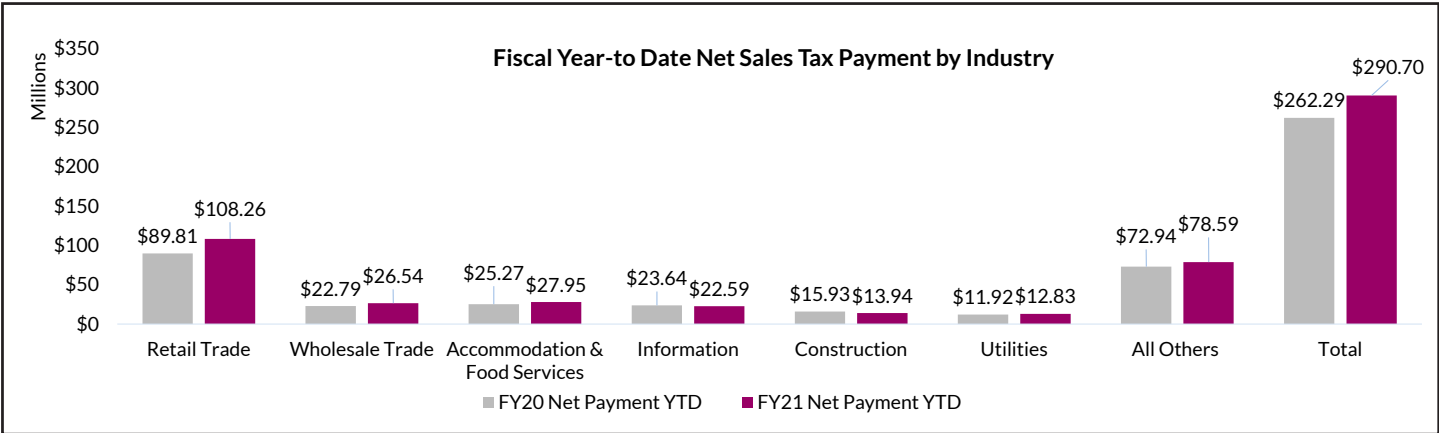 Fiscal Year-to Date Net Sales Tax Payment by Industry
Millions
$350
$300
$250
$200
$150
$100
$50
$0
$89.81
$108.26
$22.79
$26.54
$25.27
$27.95
$23.64
$22.59
$15.93
$13.94
$11.92
$12.83
$72.94
$78.59
$262.29
$290.70
Retail Trade
Wholesale Trade
Accommodation &
Food Services
Information
Construction
Utilities
All Others
Total
FY20 Net Payment YTD
FY21 Net Payment YTD